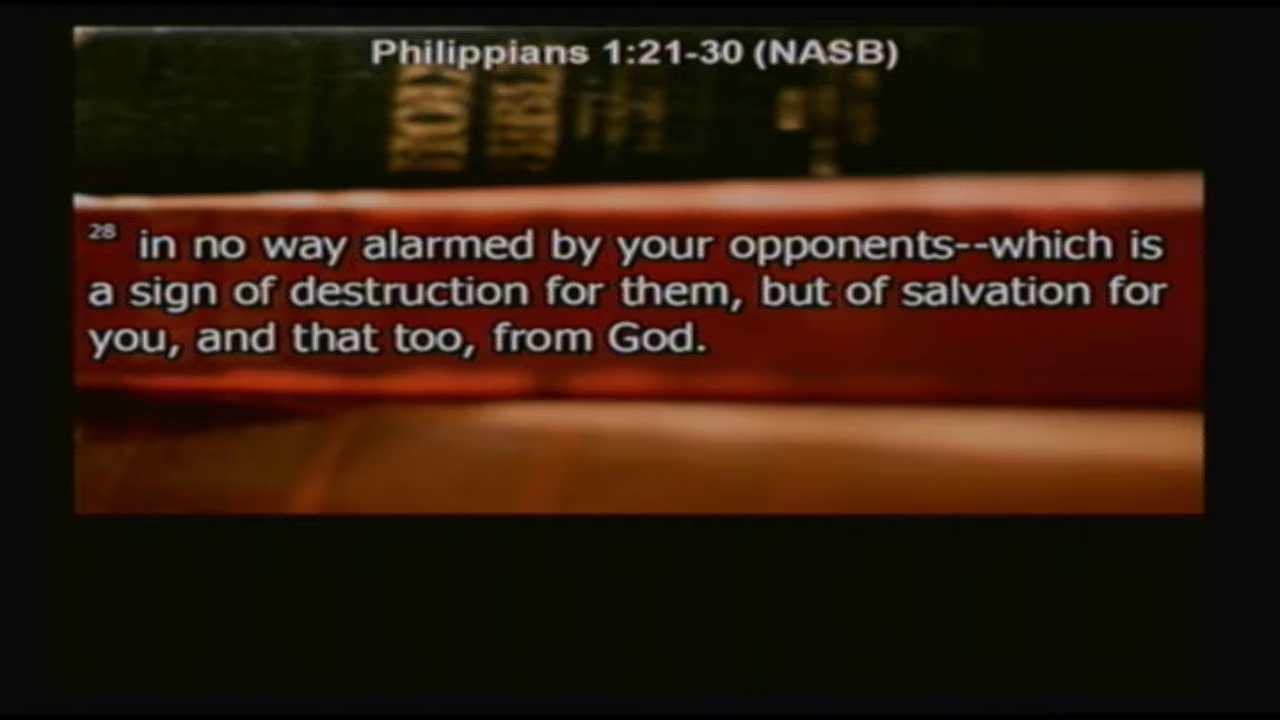 Philippians 1:21-30 (NASB)
28 in no way alarmed by your opponents--which is
a sign of destruction for them, but of salvation for
you, and that too, from God.